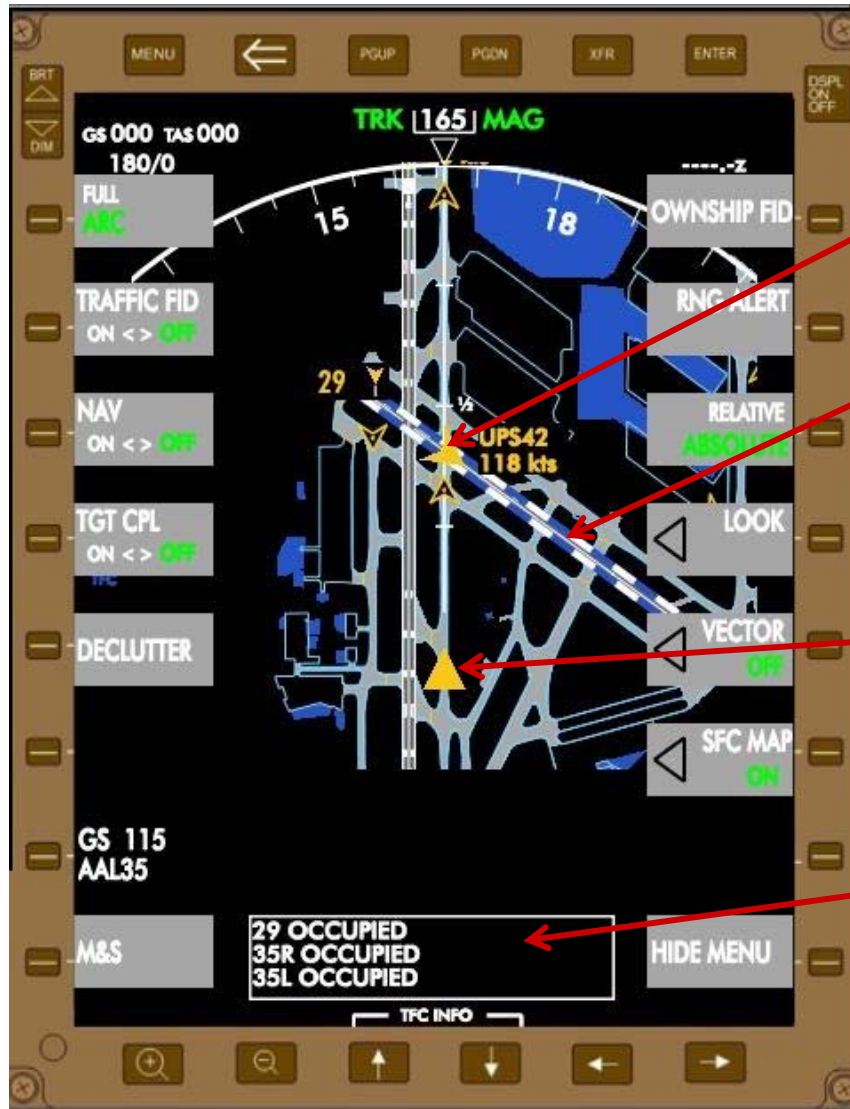 MENU
PGUP
PGDN
XFR
ENTER
BRT
DIM
DSPL
ON
OFF
GS 000 TAS 000
180/0
TRK 165 MAG
----.-Z
FULL
ARC
15
18
OWNSHIP FID
TRAFFIC FID
ON < > OFF
RNG ALERT
29
NAV
ON < > OFF
½
UPS42
118 kts
RELATIVE
ABSOLUTE
TGT CPL
ON < > OFF
TFC
LOOK
DECLUTTER
VECTOR
OFF
SFC MAP
ON
GS 115
AAL35
M&S
29 OCCUPIED
35R OCCUPIED
35L OCCUPIED
HIDE MENU
TFC INFO